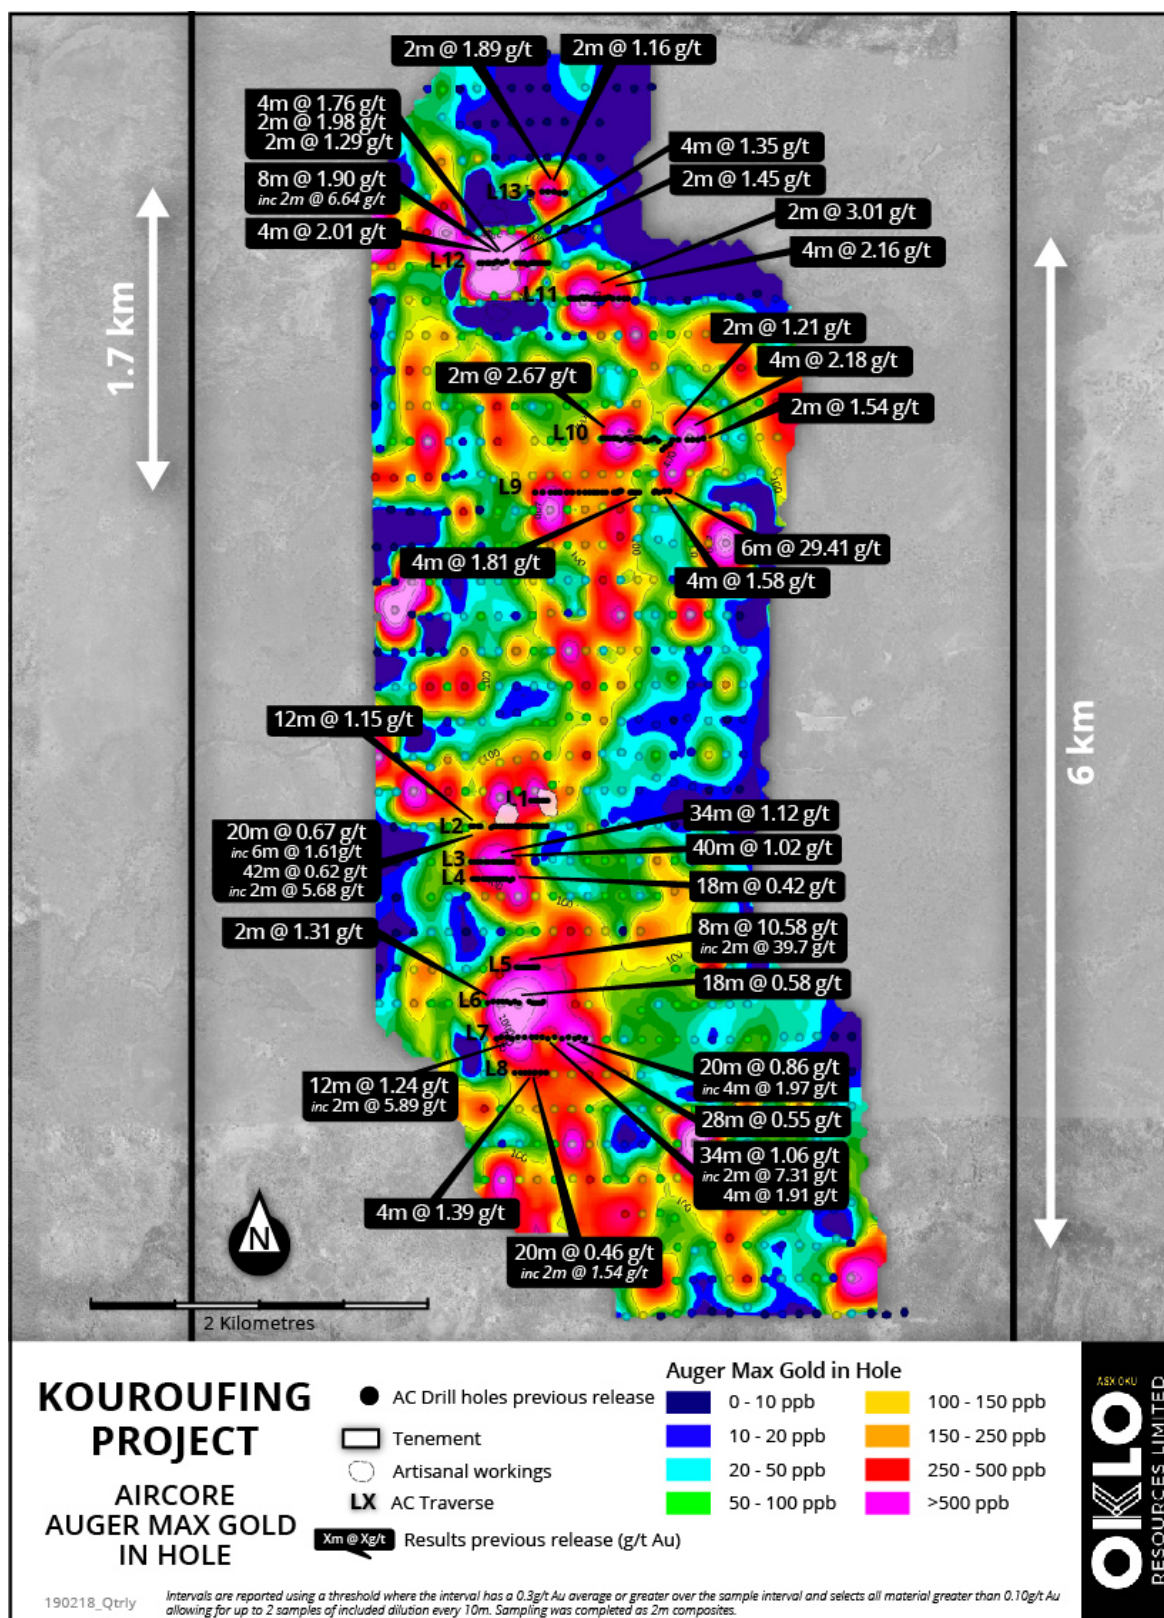 2m @ 1.89 g/t
2m @ 1.16 g/t
4m @ 1.76 g/t
2m @ 1.98 g/t
2m @ 1.29 g/t
4m @ 1.35 g/t
8m @ 1.90 g/t
inc 2m @ 6.64 g/t
2m @ 1.45 g/t
L13
2m @ 3.01 g/t
4m @ 2.01 g/t
4m @ 2.16 g/t
L12
L11
1.7 km
2m @ 1.21 g/t
4m @ 2.18 g/t
2m @ 2.67 g/t
2m @ 1.54 g/t
L10
L9
100
6m @ 29.41 g/t
4m @ 1.81 g/t
4m @ 1.58 g/t
100
100
12m @ 1.15 g/t
6 km
100
L1
34m @ 1.12 g/t
L2
20m @ 0.67 g/t
inc 6m @ 1.61g/t
42m @ 0.62 g/t
inc 2m @ 5.68 g/t
40m @ 1.02 g/t
L3
L4
18m @ 0.42 g/t
100
2m @ 1.31 g/t
8m @ 10.58 g/t
inc 2m @ 39.7 g/t
100
L5
18m @ 0.58 g/t
L6
1000
L7
20m @ 0.86 g/t
inc 4m @ 1.97 g/t
L8
12m @ 1.24 g/t
inc 2m @ 5.89 g/t
28m @ 0.55 g/t
100
34m @ 1.06 g/t
inc 2m @ 7.31 g/t
4m @ 1.91 g/t
100
4m @ 1.39 g/t
N
20m @ 0.46 g/t
inc 2m @ 1.54 g/t
2 Kilometres
KOUROUFING
PROJECT
AIRCORE
AUGER MAX GOLD
IN HOLE
190218_Qtrly
AC Drill holes previous release
Tenement
Artisanal workings
LX AC Traverse
Xm @ Xg/t Results previous release (g/t Au)
Auger Max Gold in Hole
0 - 10 ppb
10 - 20 ppb
20 - 50 ppb
50 - 100 ppb
100 - 150 ppb
150 - 250 ppb
250 - 500 ppb
>500 ppb
ASX OKU
OKLO
RESOURCES LIMITED
Intervals are reported using a threshold where the interval has a 0.3g/t Au average or greater over the sample interval and selects all material greater than 0.10g/t Au
allowing for up to 2 samples of included dilution every 10m. Sampling was completed as 2m composites.